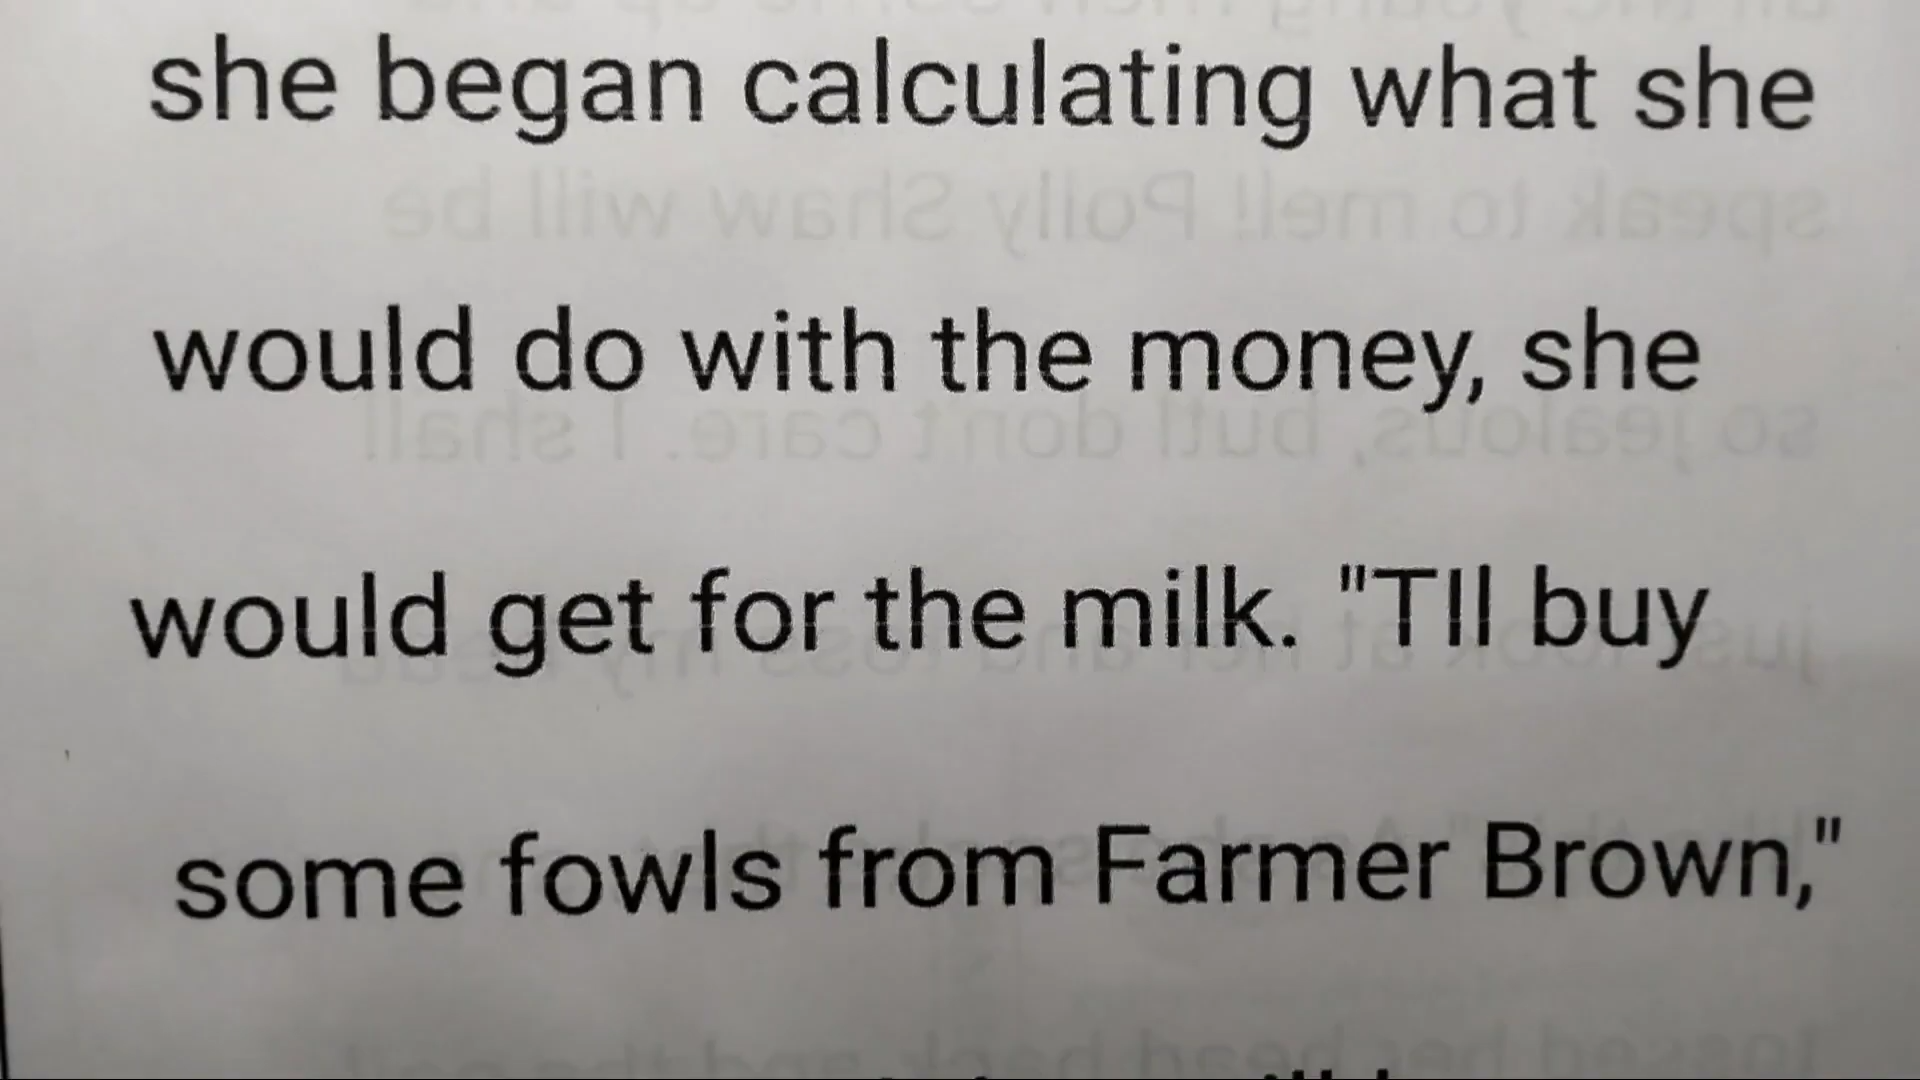 she began calculating what she
would do with the money, she
would get for the milk. "TIl buy
some fowls from Farmer Brown,"